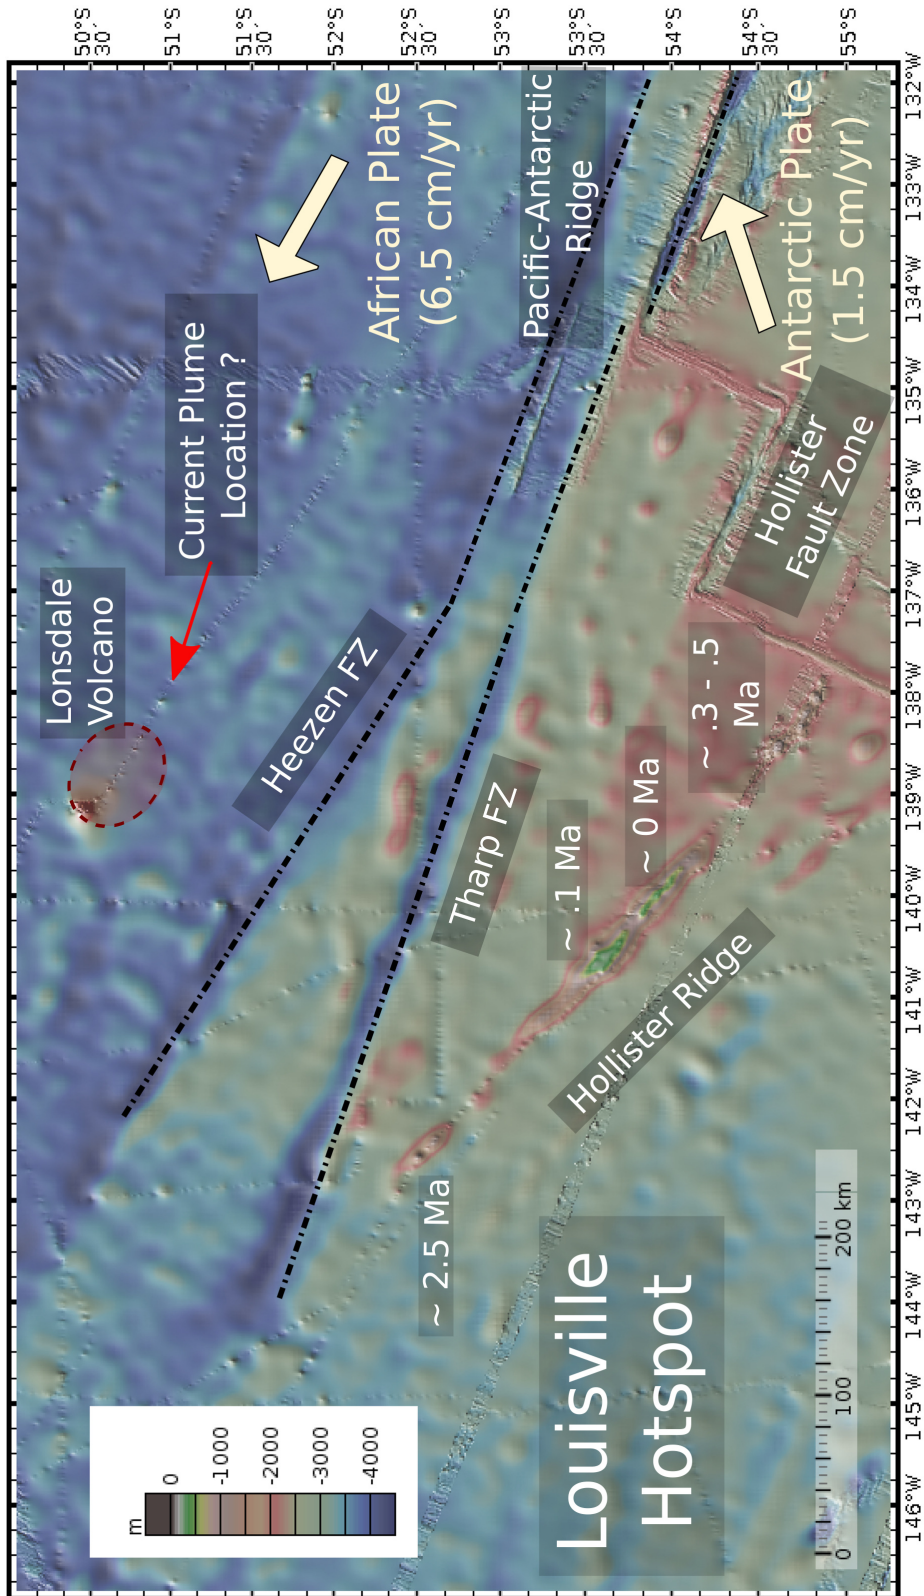 50°S
30'
51°S
51°S
30'
52°S
52°S
30'
53°S
53°S
30'
54°S
54°S
30'
55°S
Lonsdale
Volcano
Current Plume
Location ?
African Plate
(6.5 cm/yr)
Heezen FZ
Pacific-Antarctic
Ridge
Tharp FZ
Antarctic Plate
(1.5 cm/yr)
Hollister
Fault Zone
~ .3 - .5
Ma
~ 0 Ma
~ .1 Ma
~ 2.5 Ma
Hollister Ridge
Louisville
Hotspot
m
0
-1000
-2000
-3000
-4000
0
100
200 km
146°W
145°W
144°W
143°W
142°W
141°W
140°W
139°W
138°W
137°W
136°W
135°W
134°W
133°W
132°W